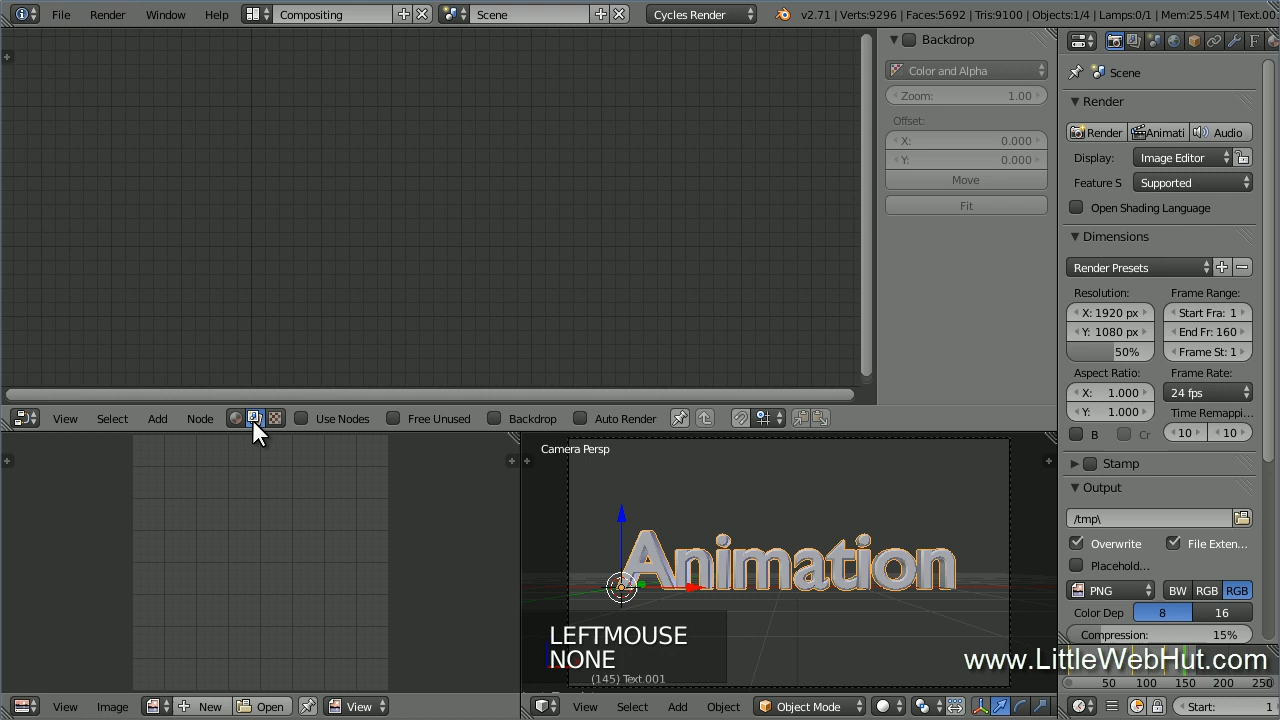 File Render Window Help Compositing Scene Cycles Render v2.71 | Verts:9296 | Faces:5692 | Tris:9100 | Objects:1/4 | Lamps:0/1 | Mem:25.54M | Text.00
Backdrop
Color and Alpha
Zoom: 1.00
Offset:
X: 0.000
Y: 0.000
Move
Fit
Scene
Render
Render Animati Audio
Display: Image Editor
Feature S Supported
Open Shading Language
Dimensions
Render Presets
Resolution: Frame Range:
X: 1920 px Start Fra: 1
Y: 1080 px End Fr: 160
50% Frame St: 1
Aspect Ratio: Frame Rate:
X: 1.000 24 fps
Y: 1.000 Time Remappi...
B Cr 10 10
Stamp
Output
/tmp\
Overwrite File Exten...
Placehold...
PNG BW RGB RGB
Color Dep 8 16
Compression: 15%
View Select Add Node Use Nodes Free Unused Backdrop Auto Render
Camera Persp
Animation
LEFTMOUSE
NONE
(145) Text.001
www.LittleWebHut.com
50 100 150 200 250
View Image New Open View
View Select Add Object Object Mode
Start: 1